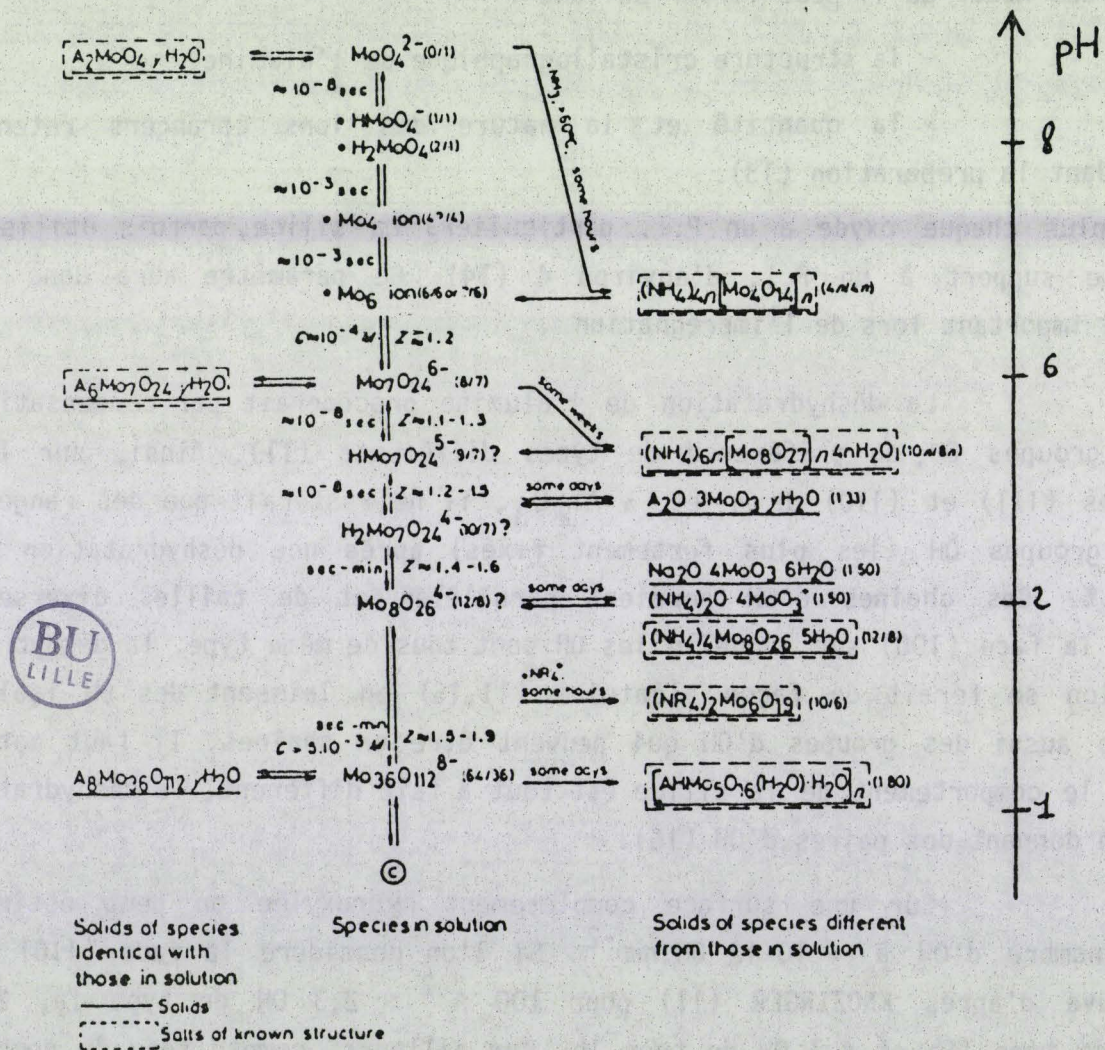 pH
A2MoO4,H2O
MoO4 2- (0/1)
≈10-8 sec
• HMoO4- (1/1)
• H2MoO4 (2/1)
8
≈10-3 sec
• Mo4 ion
≈10-3 sec
NH3. >60°C. some hours
• Mo6 ion
(NH4)4n[Mo4O14]n (4n/4n)
C≈10-4 M Z≈1.2
6
A6Mo7O24,H2O
Mo7O24 6- (8/7)
some weeks
≈10-8 sec Z≈1.1-1.3
HMo7O24 5- (9/7)?
(NH4)6n[Mo8O27]n 4nH2O (10n/8n)
≈10-8 sec Z≈1.2-1.5
some days
A2O 3MoO3,H2O (1.33)
H2Mo7O24 4- (10/7)?
sec-min Z≈1.4-1.6
Na2O 4MoO3 6H2O (1.50)
Mo8O26 4- (12/8)?
some days
(NH4)2O 4MoO3 (1.50)
2
(NH4)4Mo8O26 5H2O (12/8)
BU
LILLE
+NR4+
some hours
(NR4)2Mo6O19 (10/6)
sec-min
C≈5.10-3 M Z≈1.5-1.9
A8Mo36O112,H2O
Mo36O112 8- (64/36)
some days
[AHMo5O16(H2O).H2O]n (1.80)
1
C
Solids of species
identical with
those in solution
Species in solution
Solids of species different
from those in solution
Solids
Salts of known structure